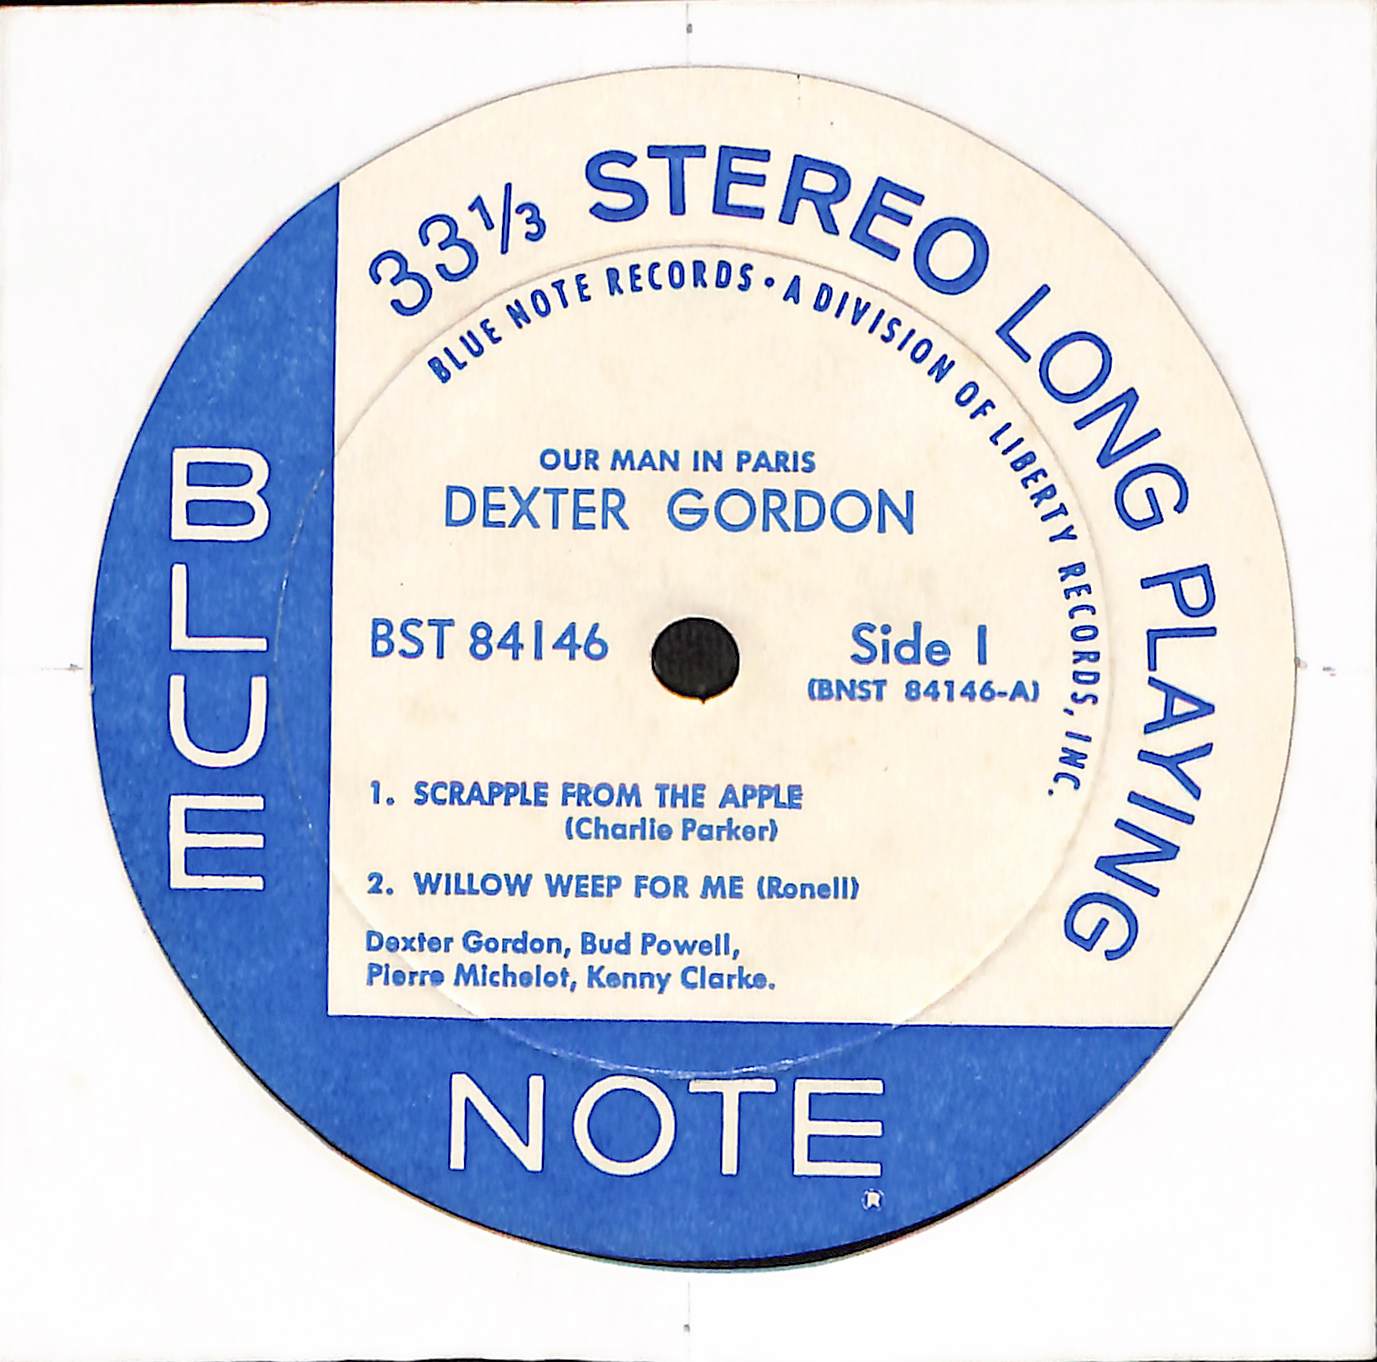 33⅓ STEREO LONG PLAYING
BLUE NOTE RECORDS • A DIVISION OF LIBERTY RECORDS, INC.
OUR MAN IN PARIS
DEXTER GORDON
BST 84146
Side 1
(BNST 84146-A)
1. SCRAPPLE FROM THE APPLE
(Charlie Parker)
2. WILLOW WEEP FOR ME (Ronell)
Dexter Gordon, Bud Powell,
Pierre Michelot, Kenny Clarke.
BLUE
NOTE
®